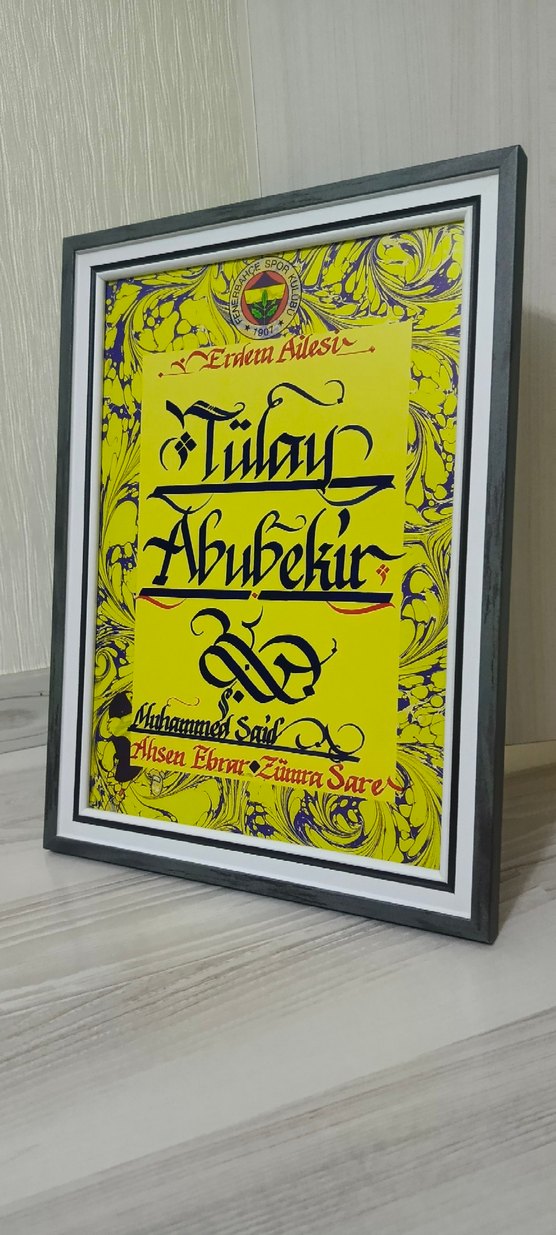 FENERBAHÇE SPOR KULÜBÜ
1907
Erdem Ailesi
Tülay
Abubekir
Muhammed Said
Ahsen Ebrar Zümra Sare